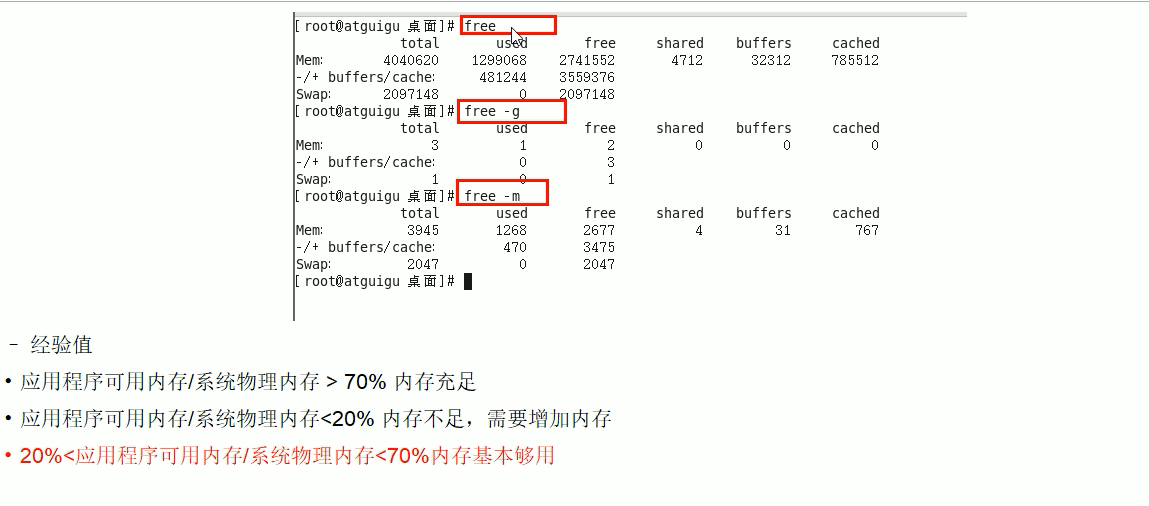 [root@atguigu 桌面]# free
total used free shared buffers cached
Mem: 4040620 1299068 2741552 4712 32312 785512
-/+ buffers/cache: 481244 3559376
Swap: 2097148 0 2097148
[root@atguigu 桌面]# free -g
total used free shared buffers cached
Mem: 3 1 2 0 0 0
-/+ buffers/cache: 0 3
Swap: 1 0 1
[root@atguigu 桌面]# free -m
total used free shared buffers cached
Mem: 3945 1268 2677 4 31 767
-/+ buffers/cache: 470 3475
Swap: 2047 0 2047
[root@atguigu 桌面]#
- 经验值
• 应用程序可用内存/系统物理内存 > 70% 内存充足
• 应用程序可用内存/系统物理内存<20% 内存不足，需要增加内存
• 20%<应用程序可用内存/系统物理内存<70%内存基本够用